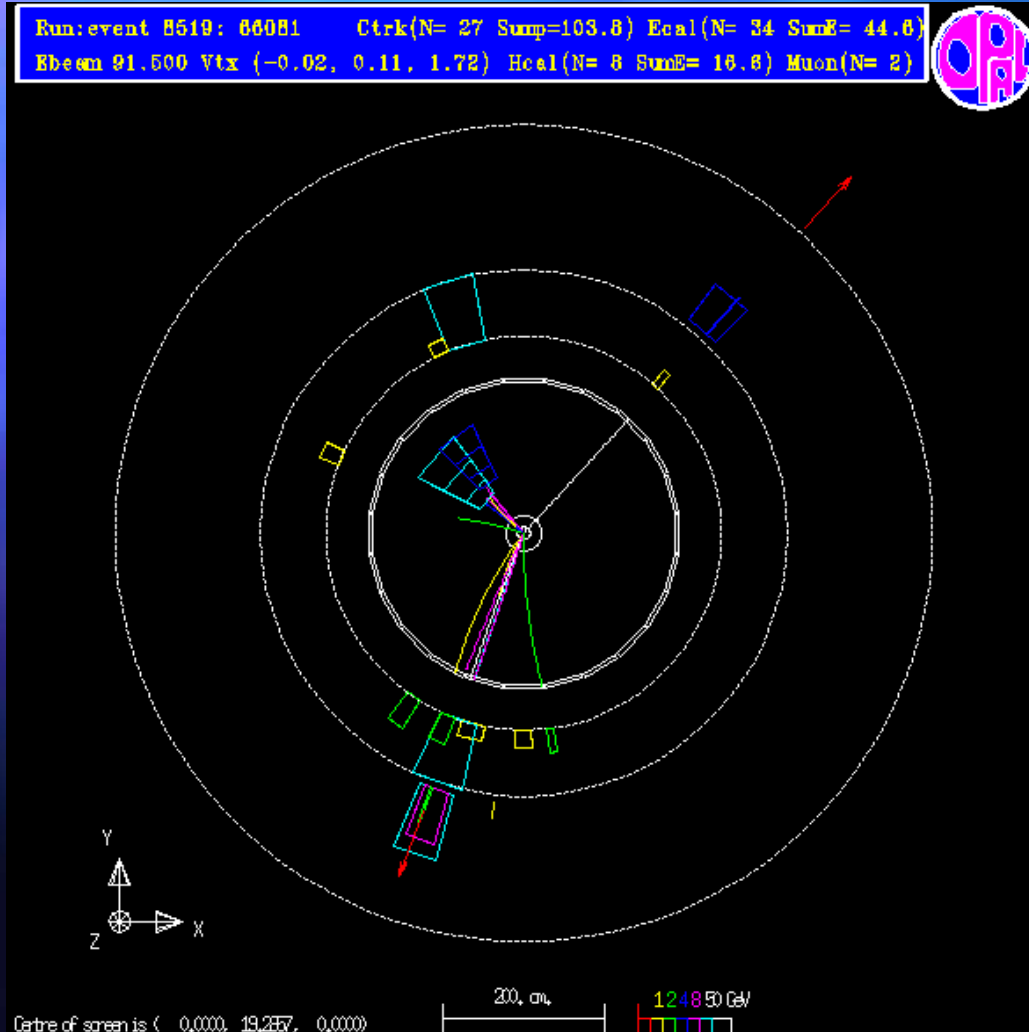 Run:event 8519: 66081 Ctrk(N= 27 Sump=103.8) Ecal(N= 34 SumE= 44.6)
Ebeam 91.500 Vtx (-0.02, 0.11, 1.72) Hcal(N= 8 SumE= 16.6) Muon(N= 2)
OPAL
Y
X
Z
200. cm.
1 2 4 8 50 GeV
Centre of screen is ( 0.0000, 19.2857, 0.0000)